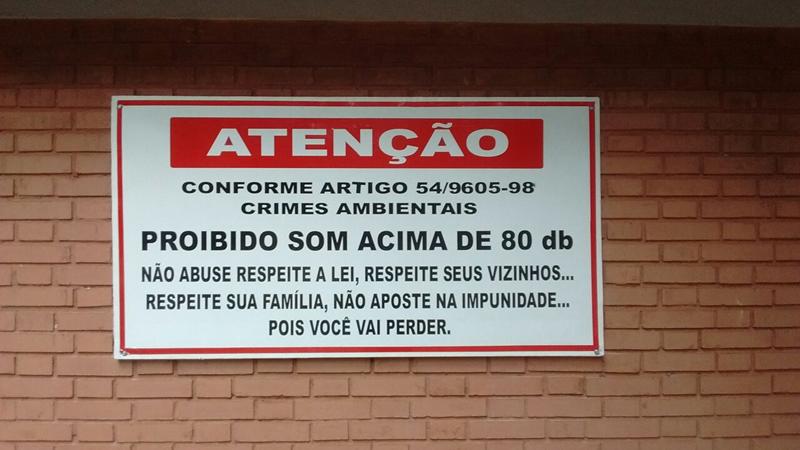 ATENÇÃO
CONFORME ARTIGO 54/9605-98
CRIMES AMBIENTAIS
PROIBIDO SOM ACIMA DE 80 db
NÃO ABUSE RESPEITE A LEI, RESPEITE SEUS VIZINHOS...
RESPEITE SUA FAMÍLIA, NÃO APOSTE NA IMPUNIDADE...
POIS VOCÊ VAI PERDER.